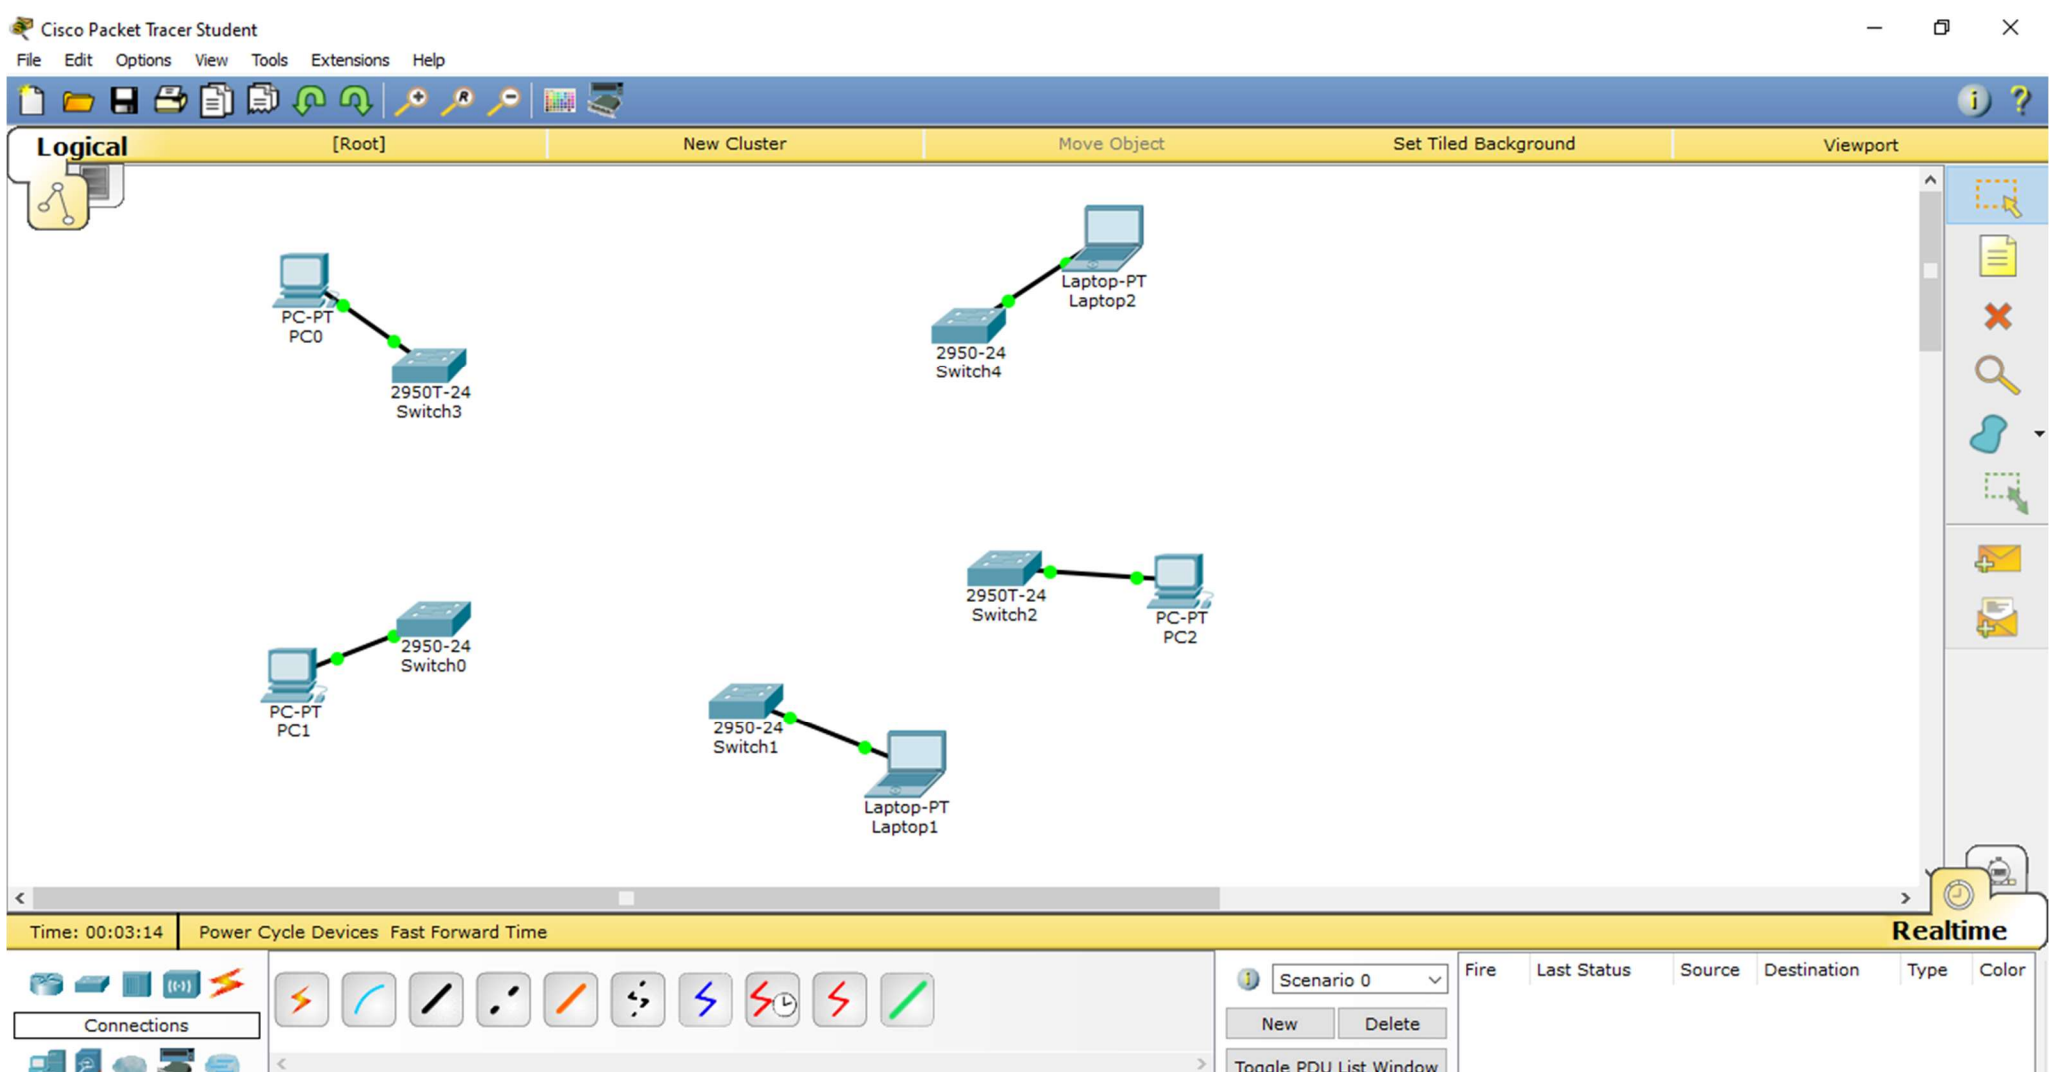 Cisco Packet Tracer Student
File Edit Options View Tools Extensions Help
Logical [Root] New Cluster Move Object Set Tiled Background Viewport
Laptop-PT
Laptop2
PC-PT
PC0
2950-24
Switch4
2950T-24
Switch3
2950T-24
Switch2
PC-PT
PC2
2950-24
Switch0
PC-PT
PC1
2950-24
Switch1
Laptop-PT
Laptop1
Time: 00:03:14 Power Cycle Devices Fast Forward Time Realtime
Scenario 0 Fire Last Status Source Destination Type Color
Connections New Delete
Toggle PDU List Window